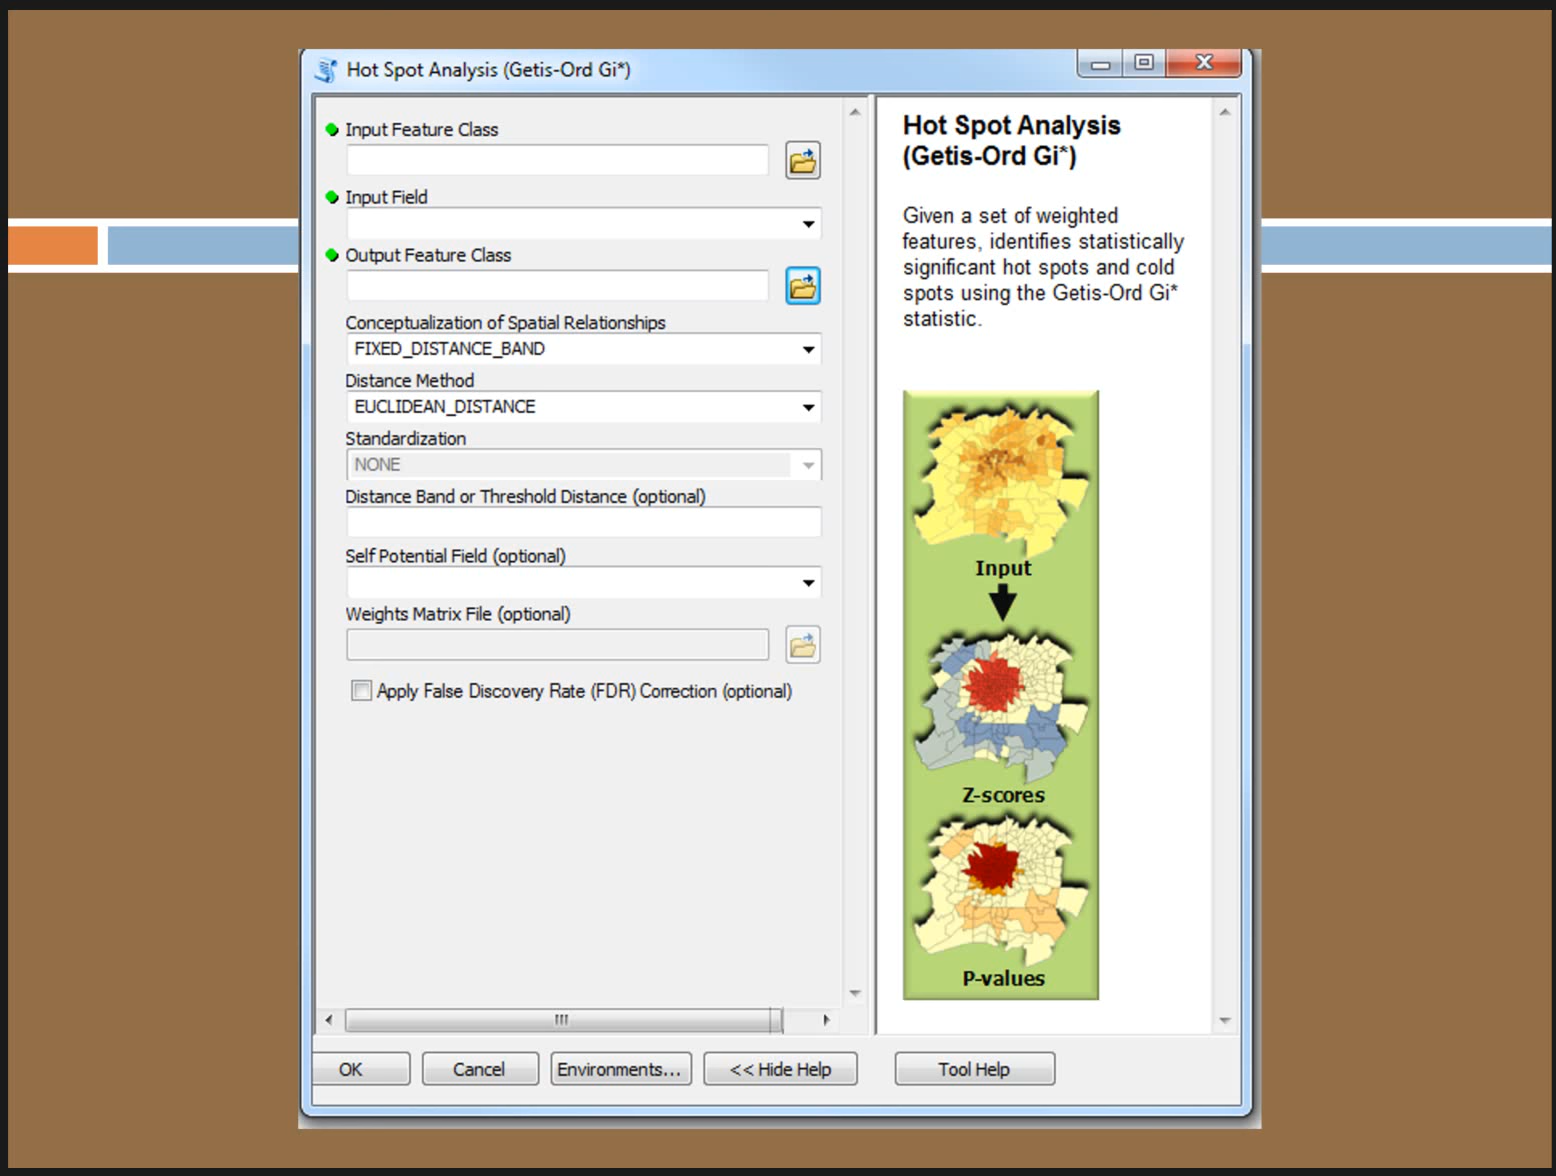 Hot Spot Analysis (Getis-Ord Gi*)
Input Feature Class
Input Field
Output Feature Class
Conceptualization of Spatial Relationships
FIXED_DISTANCE_BAND
Distance Method
EUCLIDEAN_DISTANCE
Standardization
NONE
Distance Band or Threshold Distance (optional)
Self Potential Field (optional)
Weights Matrix File (optional)
Apply False Discovery Rate (FDR) Correction (optional)
Hot Spot Analysis
(Getis-Ord Gi*)
Given a set of weighted
features, identifies statistically
significant hot spots and cold
spots using the Getis-Ord Gi*
statistic.
Input
Z-scores
P-values
OK
Cancel
Environments...
<< Hide Help
Tool Help